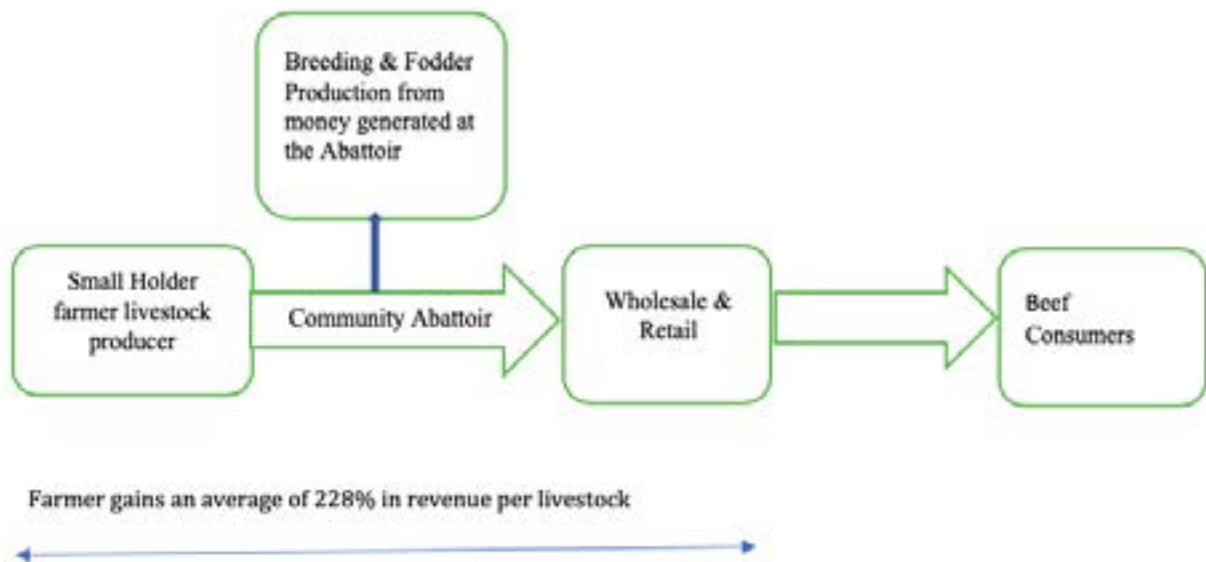 Breeding & Fodder
Production from
money generated at
the Abattoir
Small Holder
farmer livestock
producer
Community Abattoir
Wholesale &
Retail
Beef
Consumers
Farmer gains an average of 228% in revenue per livestock